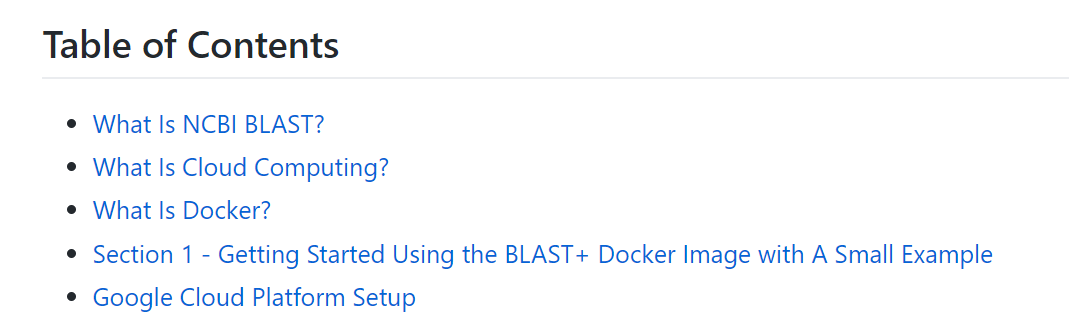 Table of Contents
What Is NCBI BLAST?
What Is Cloud Computing?
What Is Docker?
Section 1 - Getting Started Using the BLAST+ Docker Image with A Small Example
Google Cloud Platform Setup